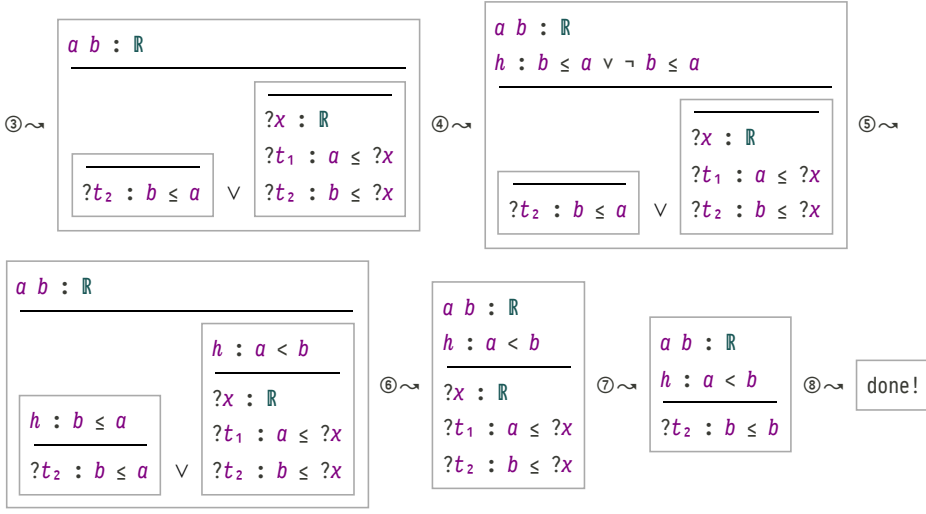 ③⤳
a b : ℝ
?t₂ : b ≤ a
∨
?x : ℝ
?t₁ : a ≤ ?x
?t₂ : b ≤ ?x
④⤳
a b : ℝ
h : b ≤ a ∨ ¬ b ≤ a
?t₂ : b ≤ a
∨
?x : ℝ
?t₁ : a ≤ ?x
?t₂ : b ≤ ?x
⑤⤳
a b : ℝ
h : b ≤ a
?t₂ : b ≤ a
∨
h : a < b
?x : ℝ
?t₁ : a ≤ ?x
?t₂ : b ≤ ?x
⑥⤳
a b : ℝ
h : a < b
?x : ℝ
?t₁ : a ≤ ?x
?t₂ : b ≤ ?x
⑦⤳
a b : ℝ
h : a < b
?t₂ : b ≤ b
⑧⤳
done!